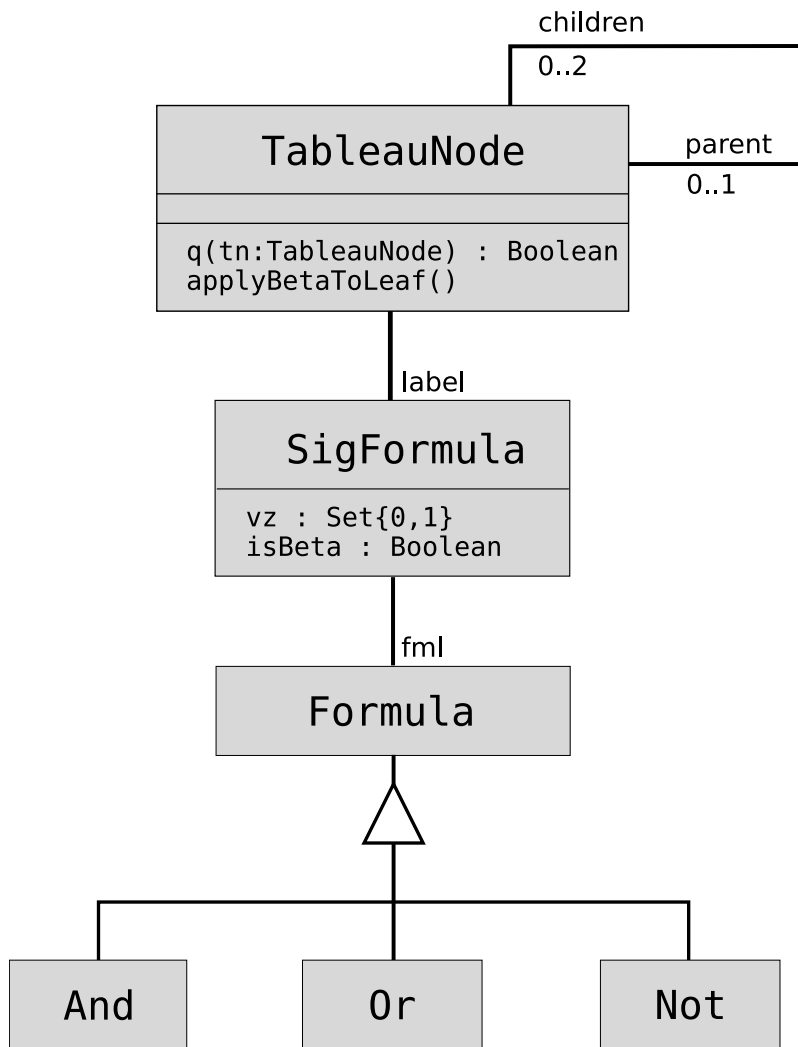 children
0..2
TableauNode
parent
0..1
q(tn:TableauNode) : Boolean
applyBetaToLeaf()
label
SigFormula
vz : Set{0,1}
isBeta : Boolean
fml
Formula
And
Or
Not